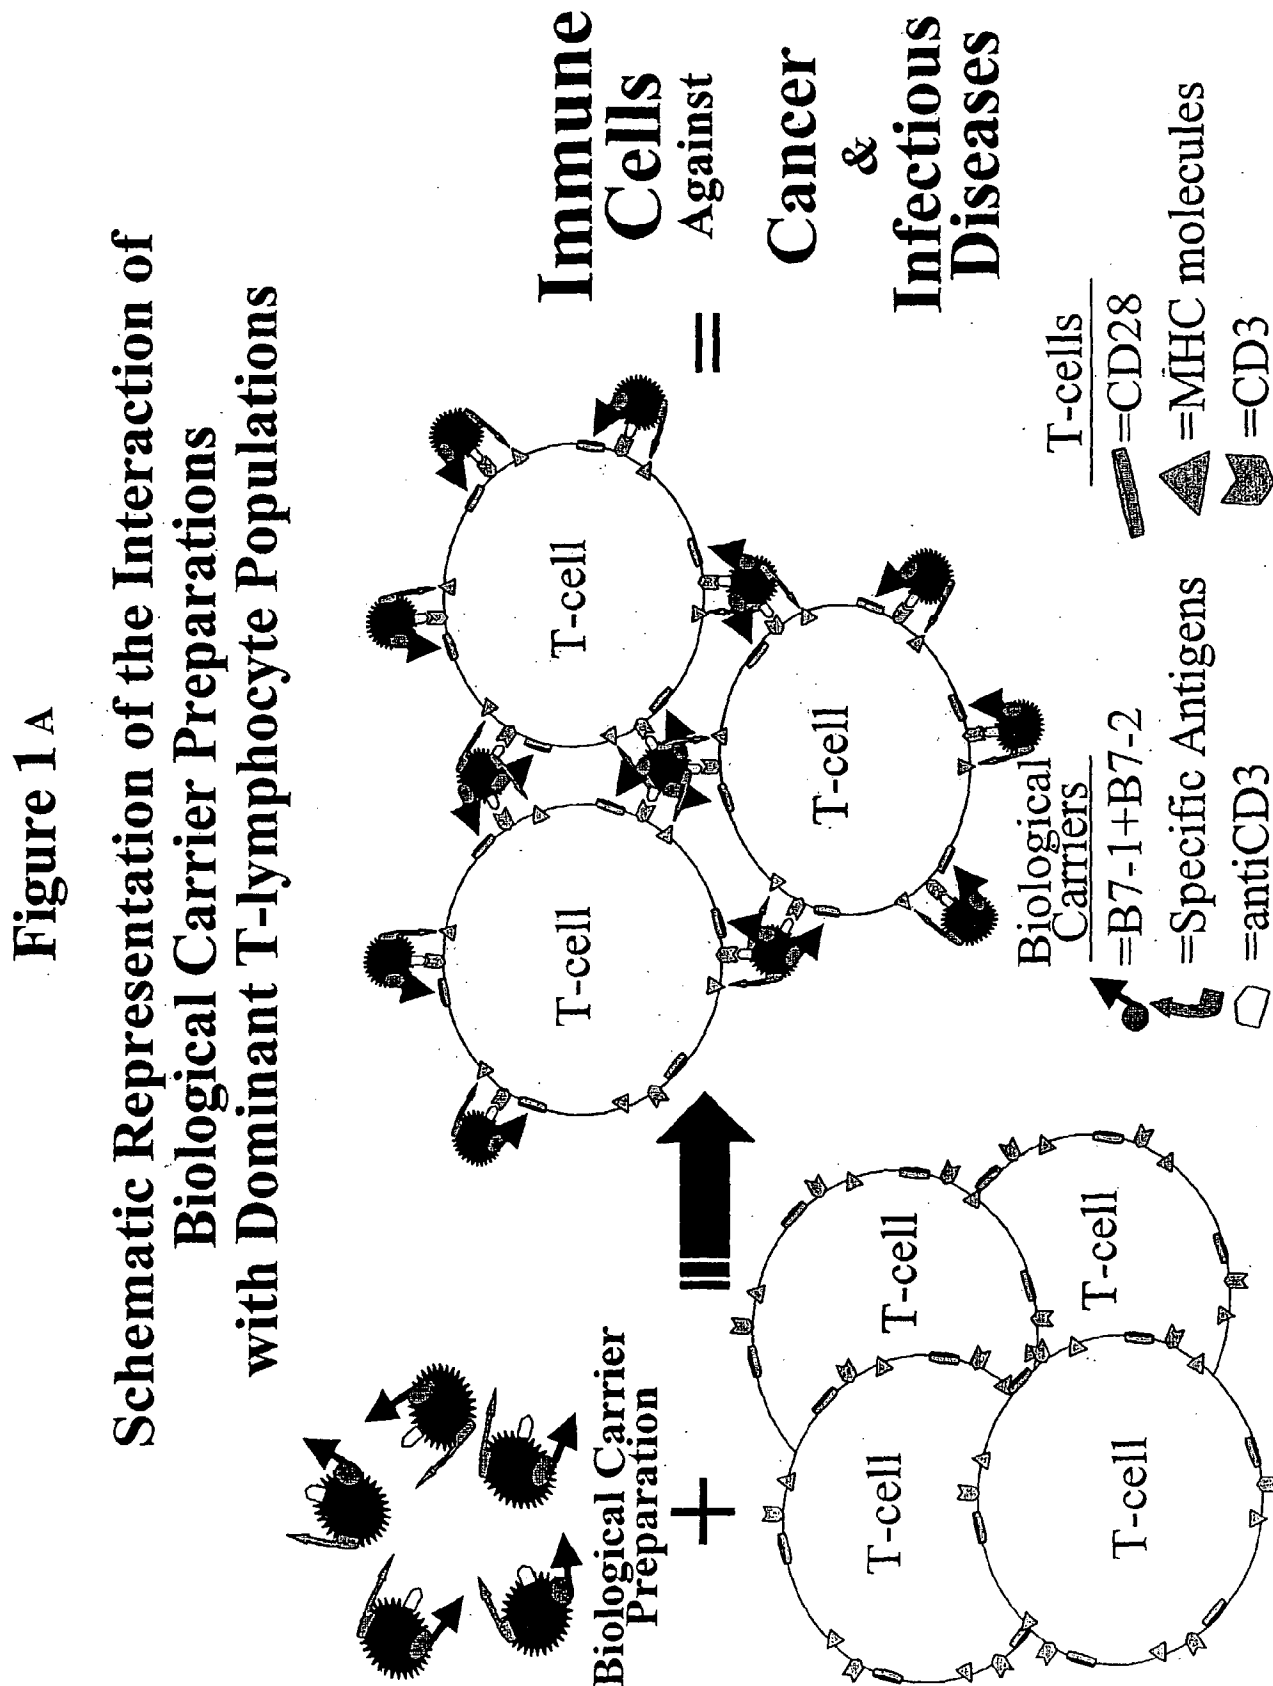 Figure 1 A
Schematic Representation of the Interaction of
Biological Carrier Preparations
with Dominant T-lymphocyte Populations
Biological Carrier
Preparation
+
T-cell
T-cell
T-cell
T-cell
T-cell
T-cell
T-cell
=
Immune
Cells
Against
Cancer
&
Infectious
Diseases
Biological
Carriers
=B7-1+B7-2
=Specific Antigens
=antiCD3
T-cells
=CD28
=MHC molecules
=CD3